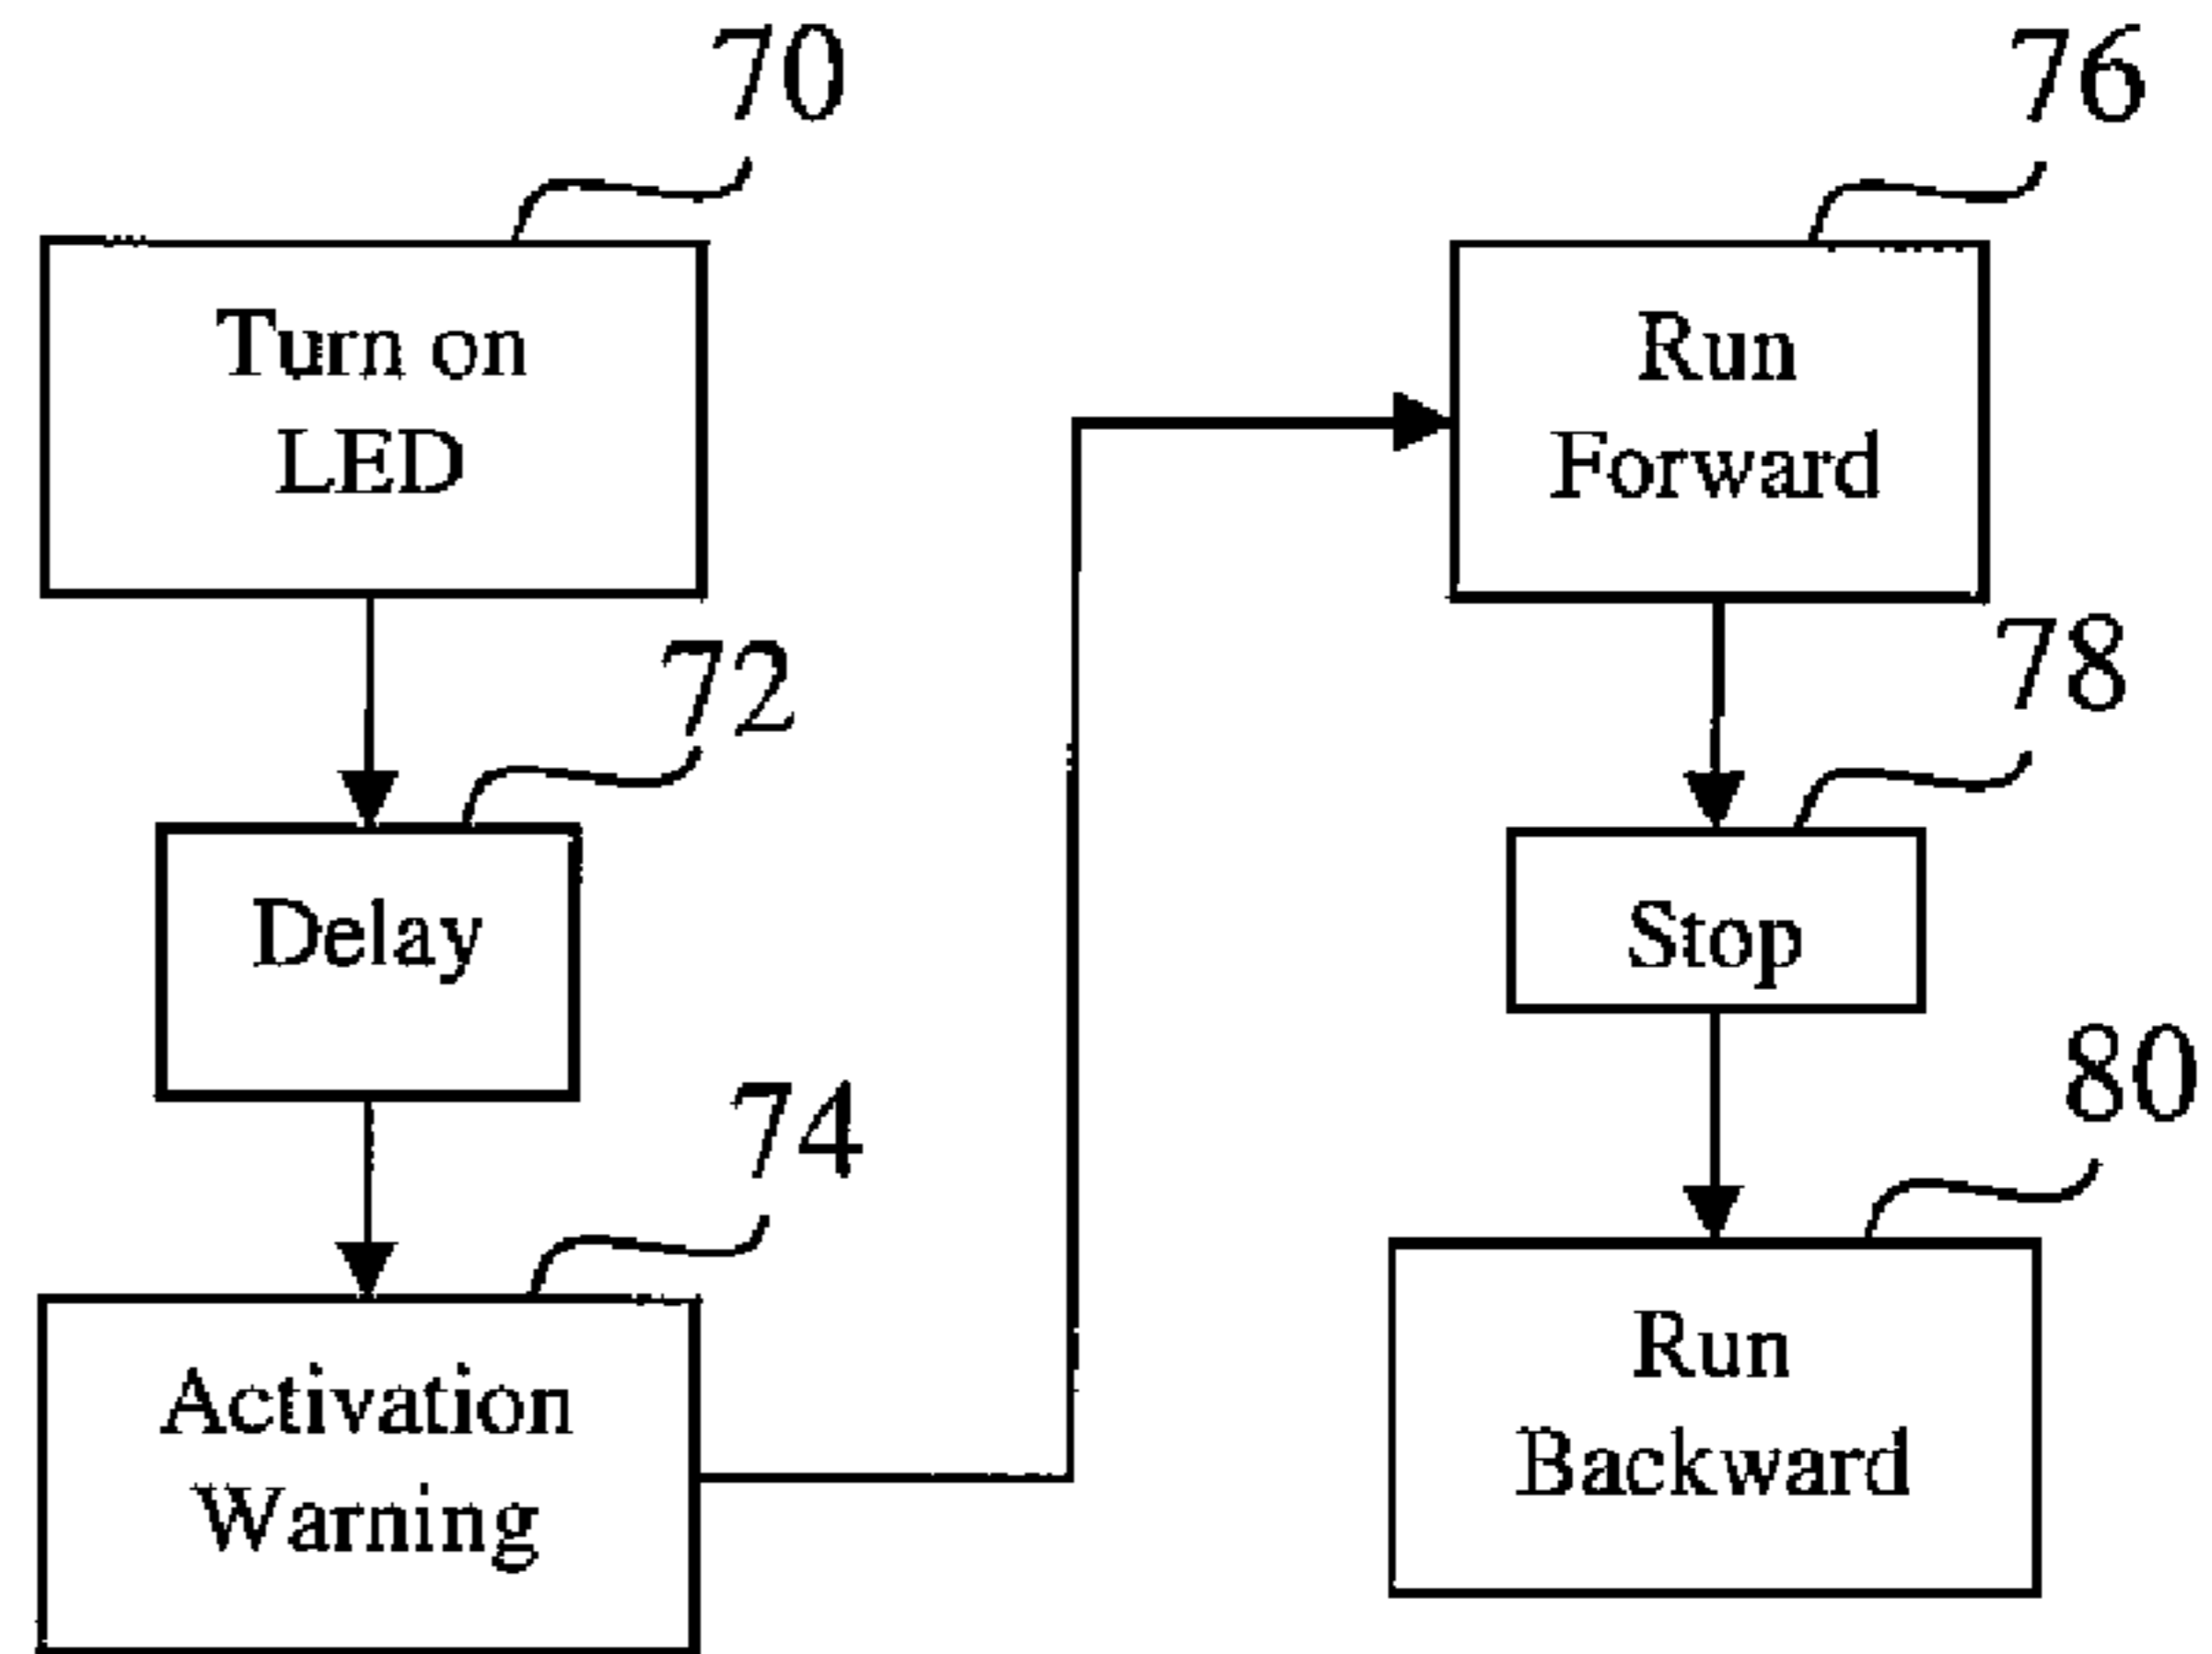 70
Turn on
LED
72
Delay
74
Activation
Warning
76
Run
Forward
78
Stop
80
Run
Backward